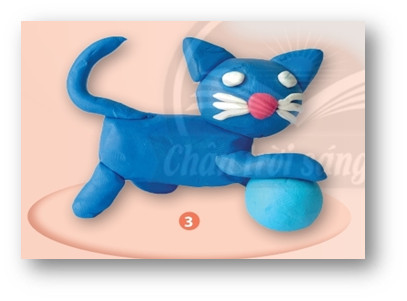 Chân trời sáng
3